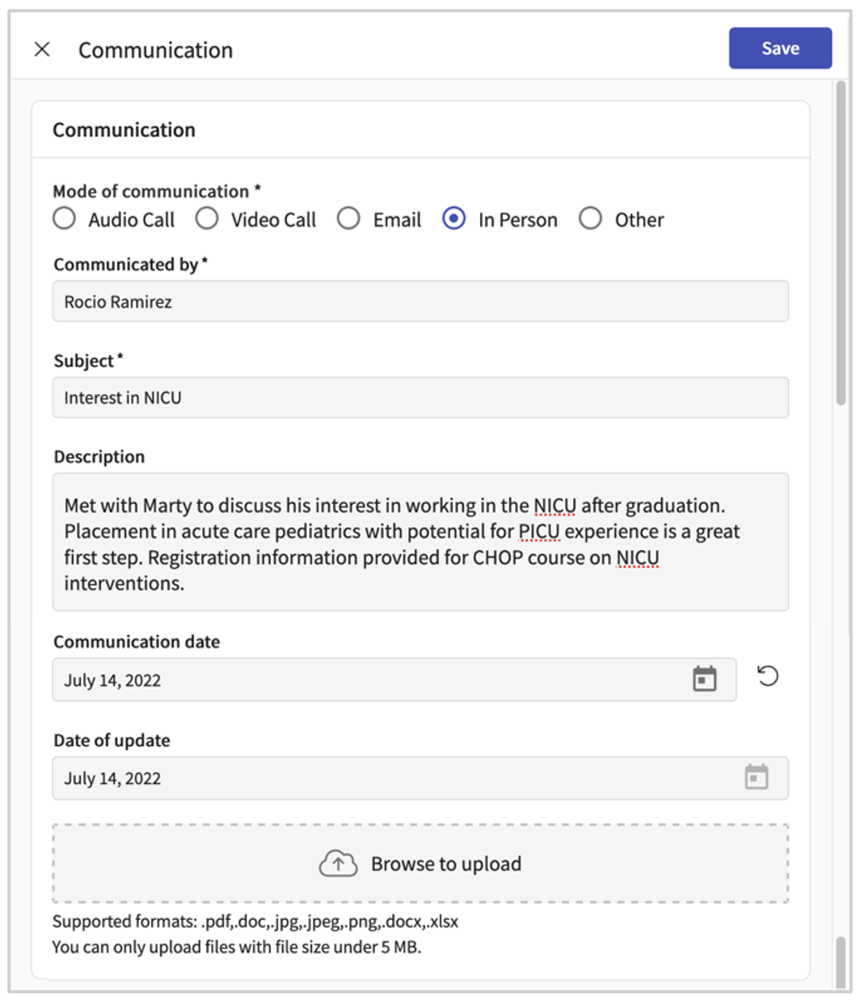 Communication
Save
Communication
Mode of communication *
Audio Call Video Call Email In Person Other
Communicated by *
Rocio Ramirez
Subject *
Interest in NICU
Description
Met with Marty to discuss his interest in working in the NICU after graduation.
Placement in acute care pediatrics with potential for PICU experience is a great
first step. Registration information provided for CHOP course on NICU
interventions.
Communication date
July 14, 2022
Date of update
July 14, 2022
Browse to upload
Supported formats: .pdf,.doc,.jpg,.jpeg,.png,.docx,.xlsx
You can only upload files with file size under 5 MB.